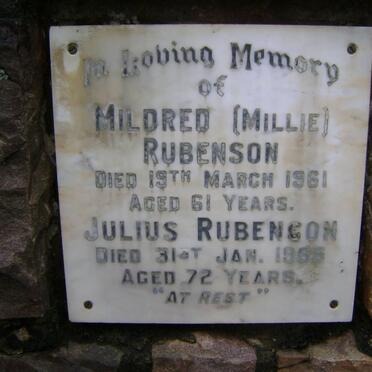 In Loving Memory
of
MILDRED (MILLIE)
RUBENSON
DIED 19TH MARCH 1961
AGED 61 YEARS.
JULIUS RUBENSON
DIED 31ST JAN.
AGED 72 YEARS.
"AT REST"